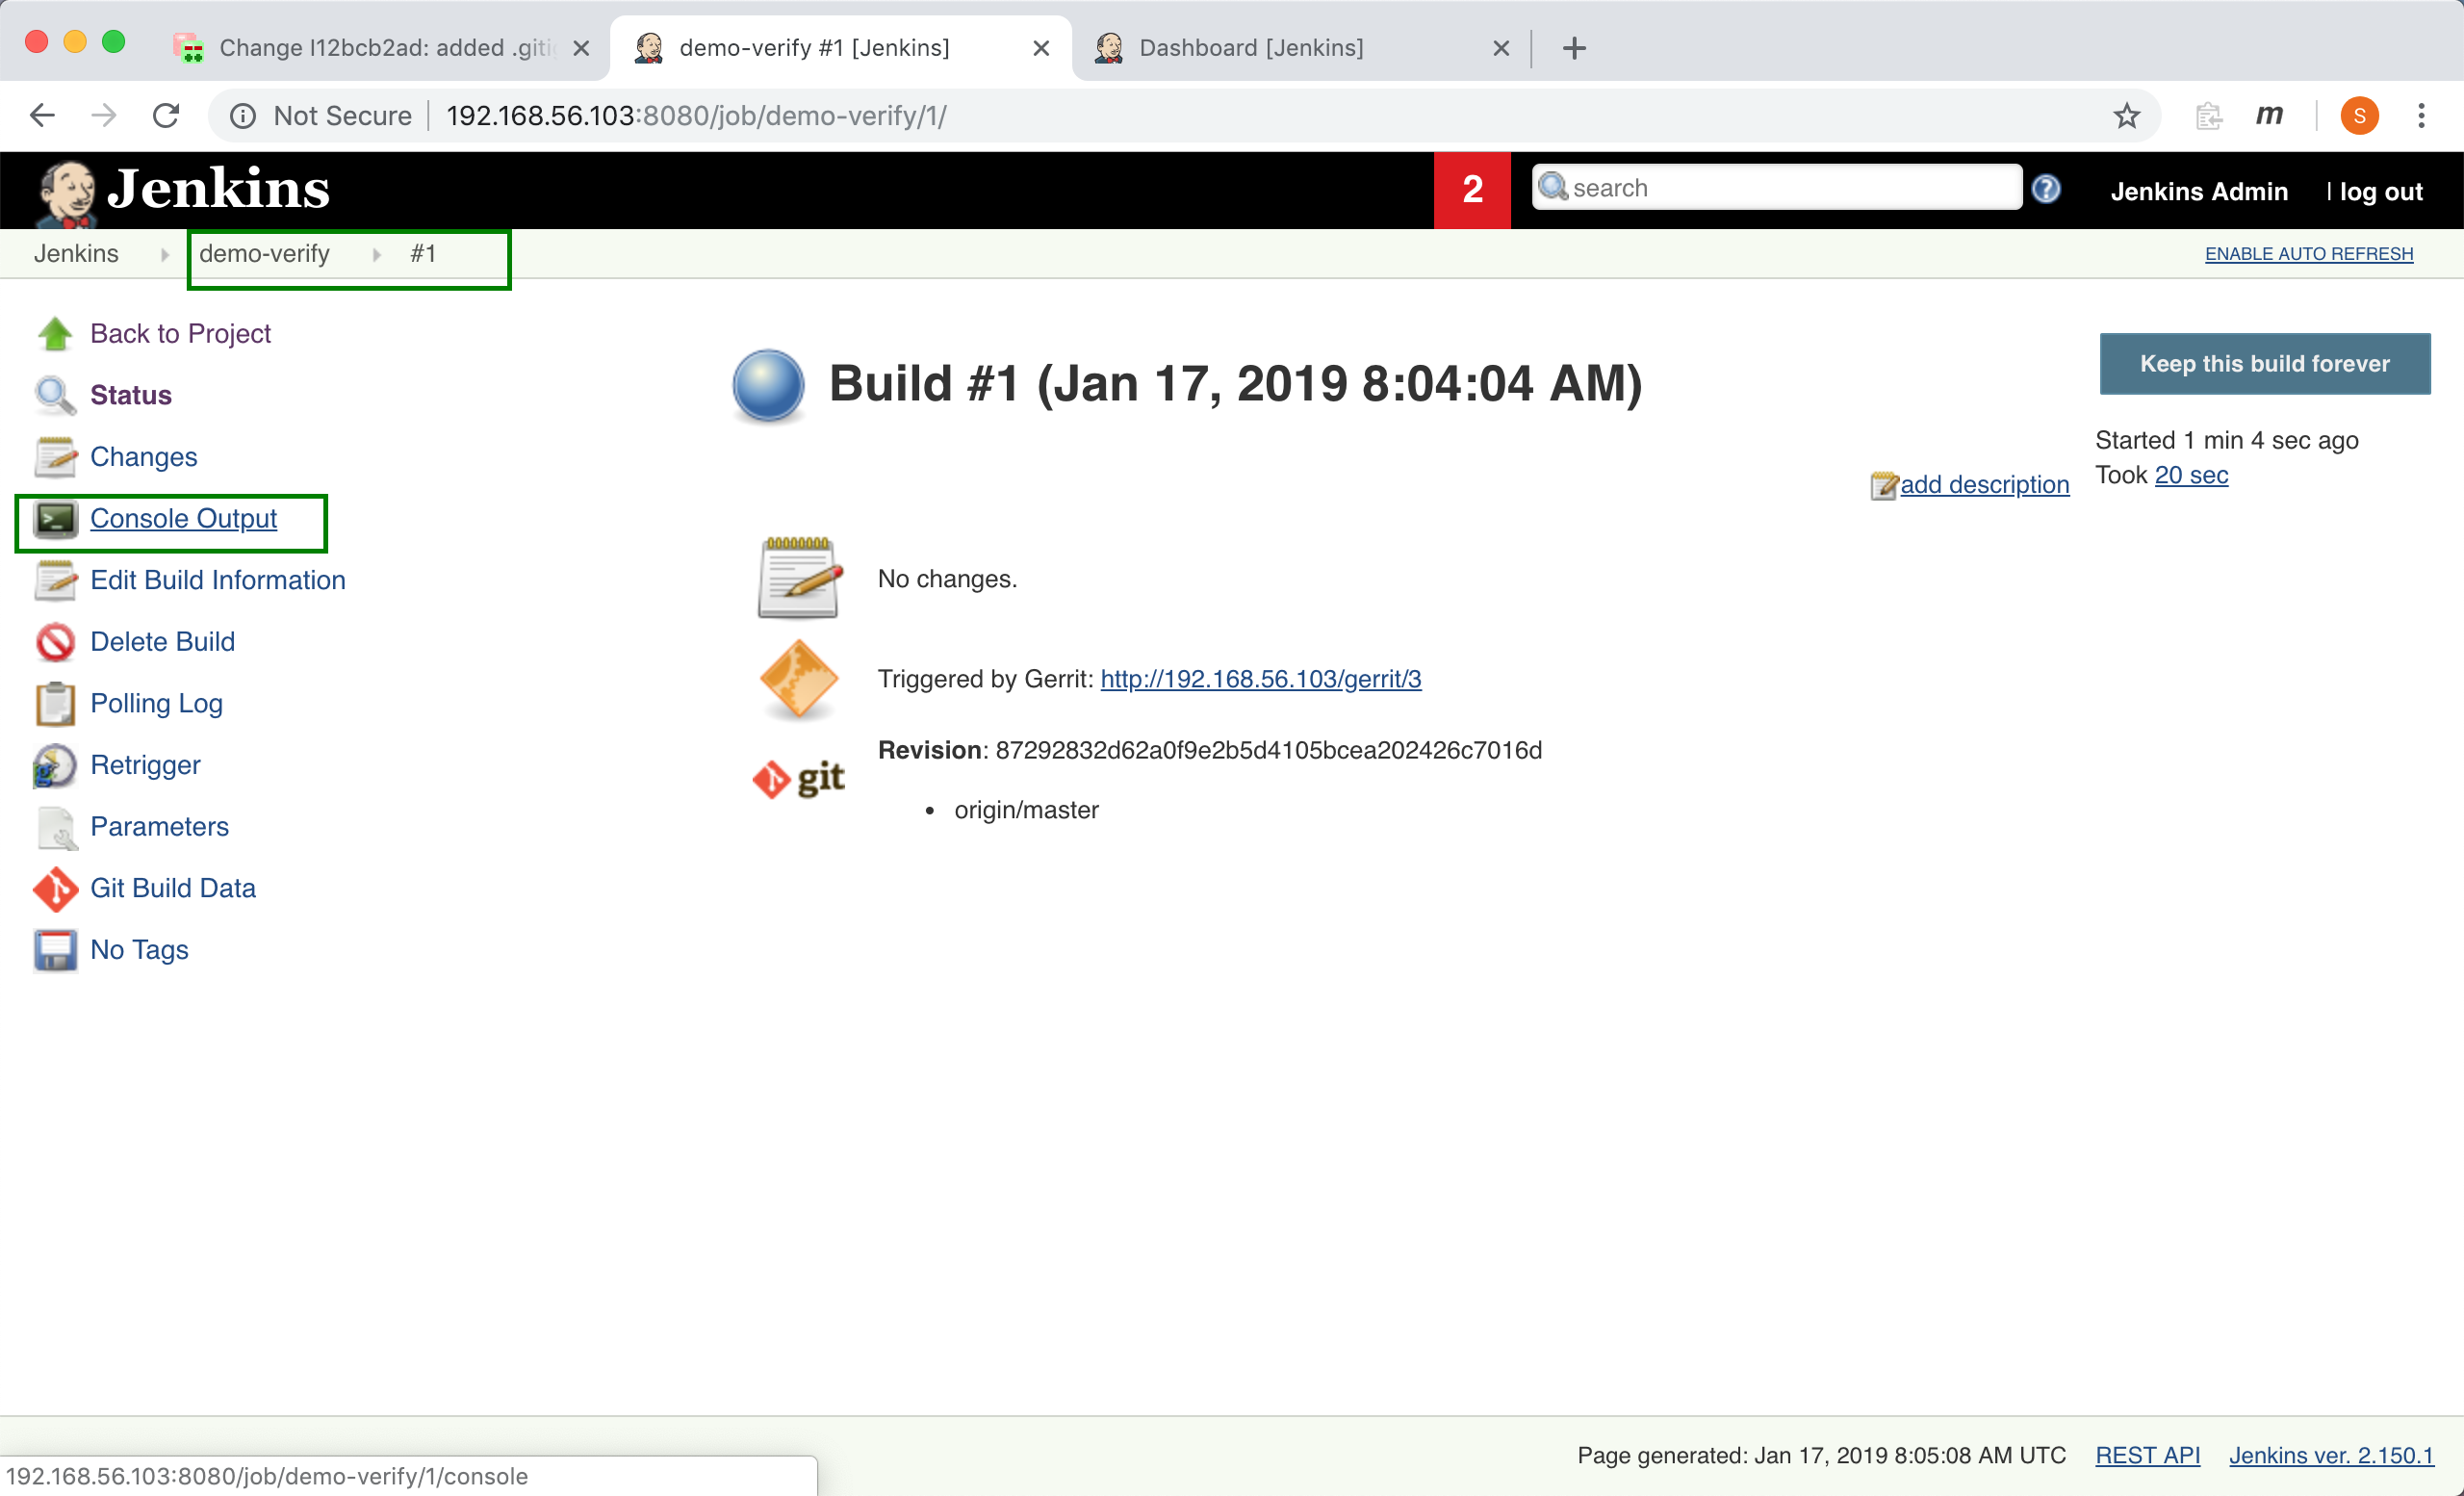 Change I12bcb2ad: added .giti
demo-verify #1 [Jenkins]
Dashboard [Jenkins]
Not Secure
192.168.56.103:8080/job/demo-verify/1/
m
S
Jenkins
2
search
?
Jenkins Admin
| log out
Jenkins
demo-verify
#1
ENABLE AUTO REFRESH
Back to Project
Status
Changes
Console Output
Edit Build Information
Delete Build
Polling Log
Retrigger
Parameters
Git Build Data
No Tags
Build #1 (Jan 17, 2019 8:04:04 AM)
Keep this build forever
Started 1 min 4 sec ago
Took 20 sec
add description
No changes.
Triggered by Gerrit: http://192.168.56.103/gerrit/3
Revision: 87292832d62a0f9e2b5d4105bcea202426c7016d
git
origin/master
Page generated: Jan 17, 2019 8:05:08 AM UTC
REST API
Jenkins ver. 2.150.1
192.168.56.103:8080/job/demo-verify/1/console